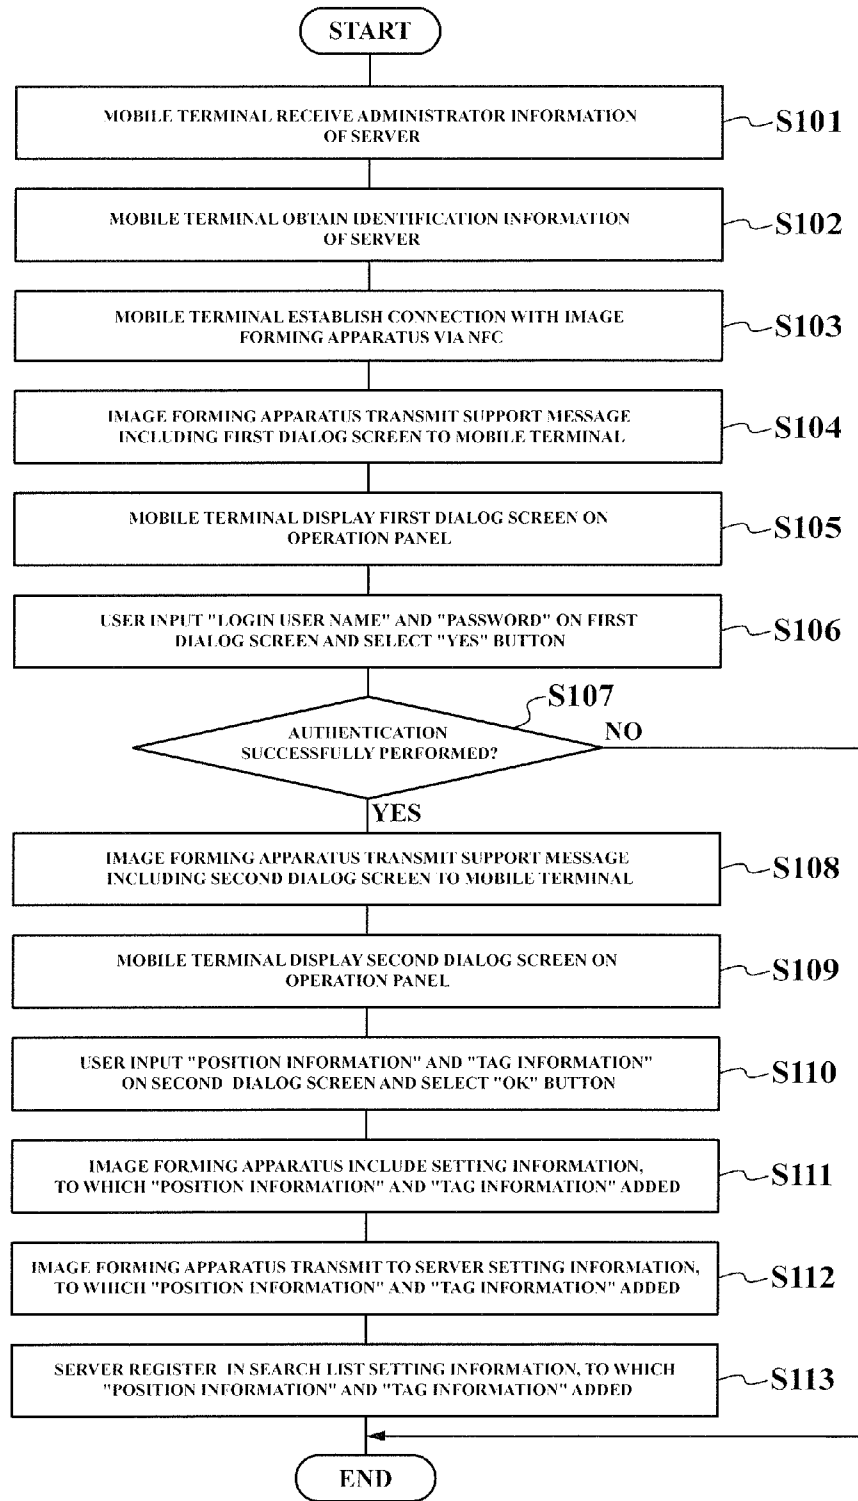 START
MOBILE TERMINAL RECEIVE ADMINISTRATOR INFORMATION
OF SERVER
S101
MOBILE TERMINAL OBTAIN IDENTIFICATION INFORMATION
OF SERVER
S102
MOBILE TERMINAL ESTABLISH CONNECTION WITH IMAGE
FORMING APPARATUS VIA NFC
S103
IMAGE FORMING APPARATUS TRANSMIT SUPPORT MESSAGE
INCLUDING FIRST DIALOG SCREEN TO MOBILE TERMINAL
S104
MOBILE TERMINAL DISPLAY FIRST DIALOG SCREEN ON
OPERATION PANEL
S105
USER INPUT "LOGIN USER NAME" AND "PASSWORD" ON FIRST
DIALOG SCREEN AND SELECT "YES" BUTTON
S106
S107
AUTHENTICATION
SUCCESSFULLY PERFORMED?
NO
YES
IMAGE FORMING APPARATUS TRANSMIT SUPPORT MESSAGE
INCLUDING SECOND DIALOG SCREEN TO MOBILE TERMINAL
S108
MOBILE TERMINAL DISPLAY SECOND DIALOG SCREEN ON
OPERATION PANEL
S109
USER INPUT "POSITION INFORMATION" AND "TAG INFORMATION"
ON SECOND DIALOG SCREEN AND SELECT "OK" BUTTON
S110
IMAGE FORMING APPARATUS INCLUDE SETTING INFORMATION,
TO WHICH "POSITION INFORMATION" AND "TAG INFORMATION" ADDED
S111
IMAGE FORMING APPARATUS TRANSMIT TO SERVER SETTING INFORMATION,
TO WHICH "POSITION INFORMATION" AND "TAG INFORMATION" ADDED
S112
SERVER REGISTER IN SEARCH LIST SETTING INFORMATION, TO WHICH
"POSITION INFORMATION" AND "TAG INFORMATION" ADDED
S113
END